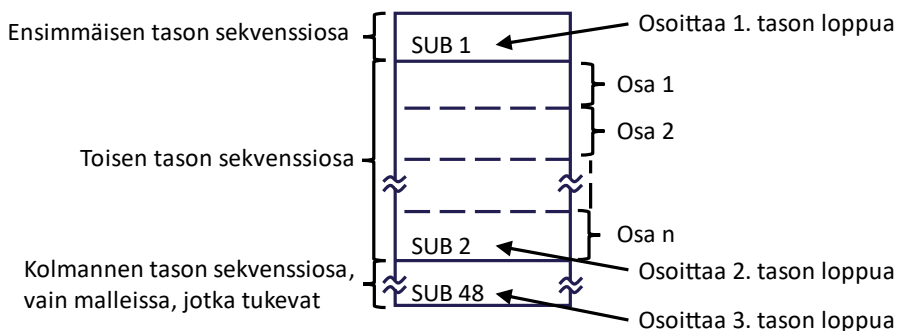 Ensimmäisen tason sekvenssiosa
SUB 1
Osoittaa 1. tason loppua
Osa 1
Osa 2
Toisen tason sekvenssiosa
Osa n
SUB 2
Osoittaa 2. tason loppua
Kolmannen tason sekvenssiosa,
vain malleissa, jotka tukevat
SUB 48
Osoittaa 3. tason loppua